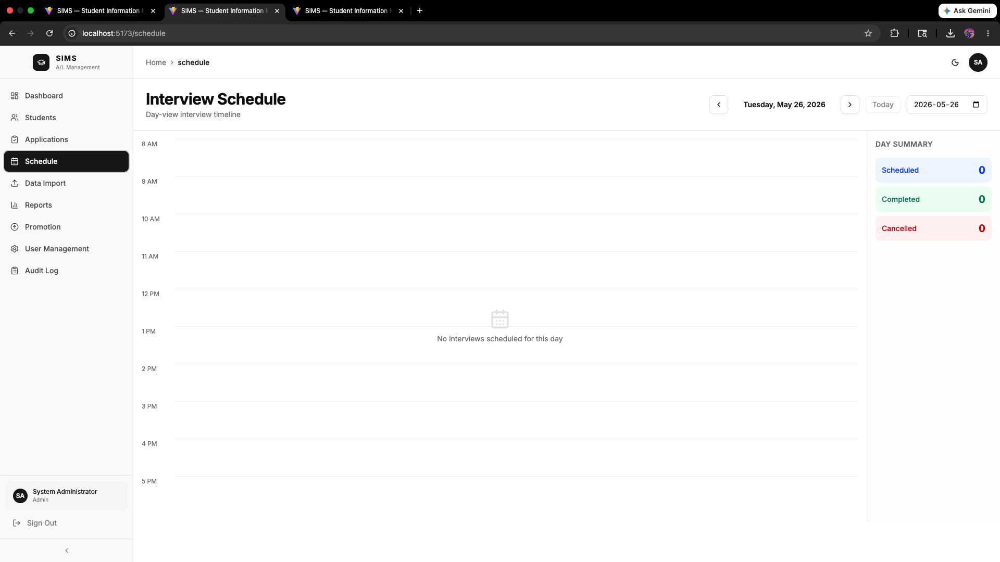 SIMS — Student Information
SIMS — Student Information
SIMS — Student Information
Ask Gemini
localhost:5173/schedule
SIMS
A/L Management
Home > schedule
SA
Dashboard
Students
Applications
Schedule
Data Import
Reports
Promotion
User Management
Audit Log
SA
System Administrator
Admin
Sign Out
Interview Schedule
Day-view interview timeline
Tuesday, May 26, 2026
Today
2026-05-26
8 AM
9 AM
10 AM
11 AM
12 PM
1 PM
No interviews scheduled for this day
2 PM
3 PM
4 PM
5 PM
DAY SUMMARY
Scheduled 0
Completed 0
Cancelled 0